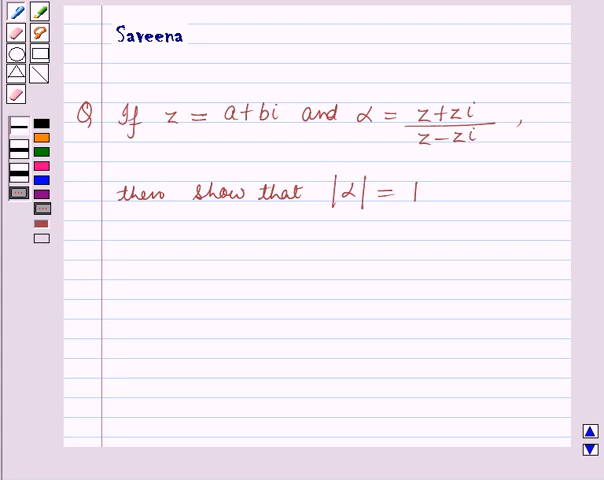 Saveena
Q If z = a+bi and α = (z+zi)/(z-zi) ,
then show that |α| = 1